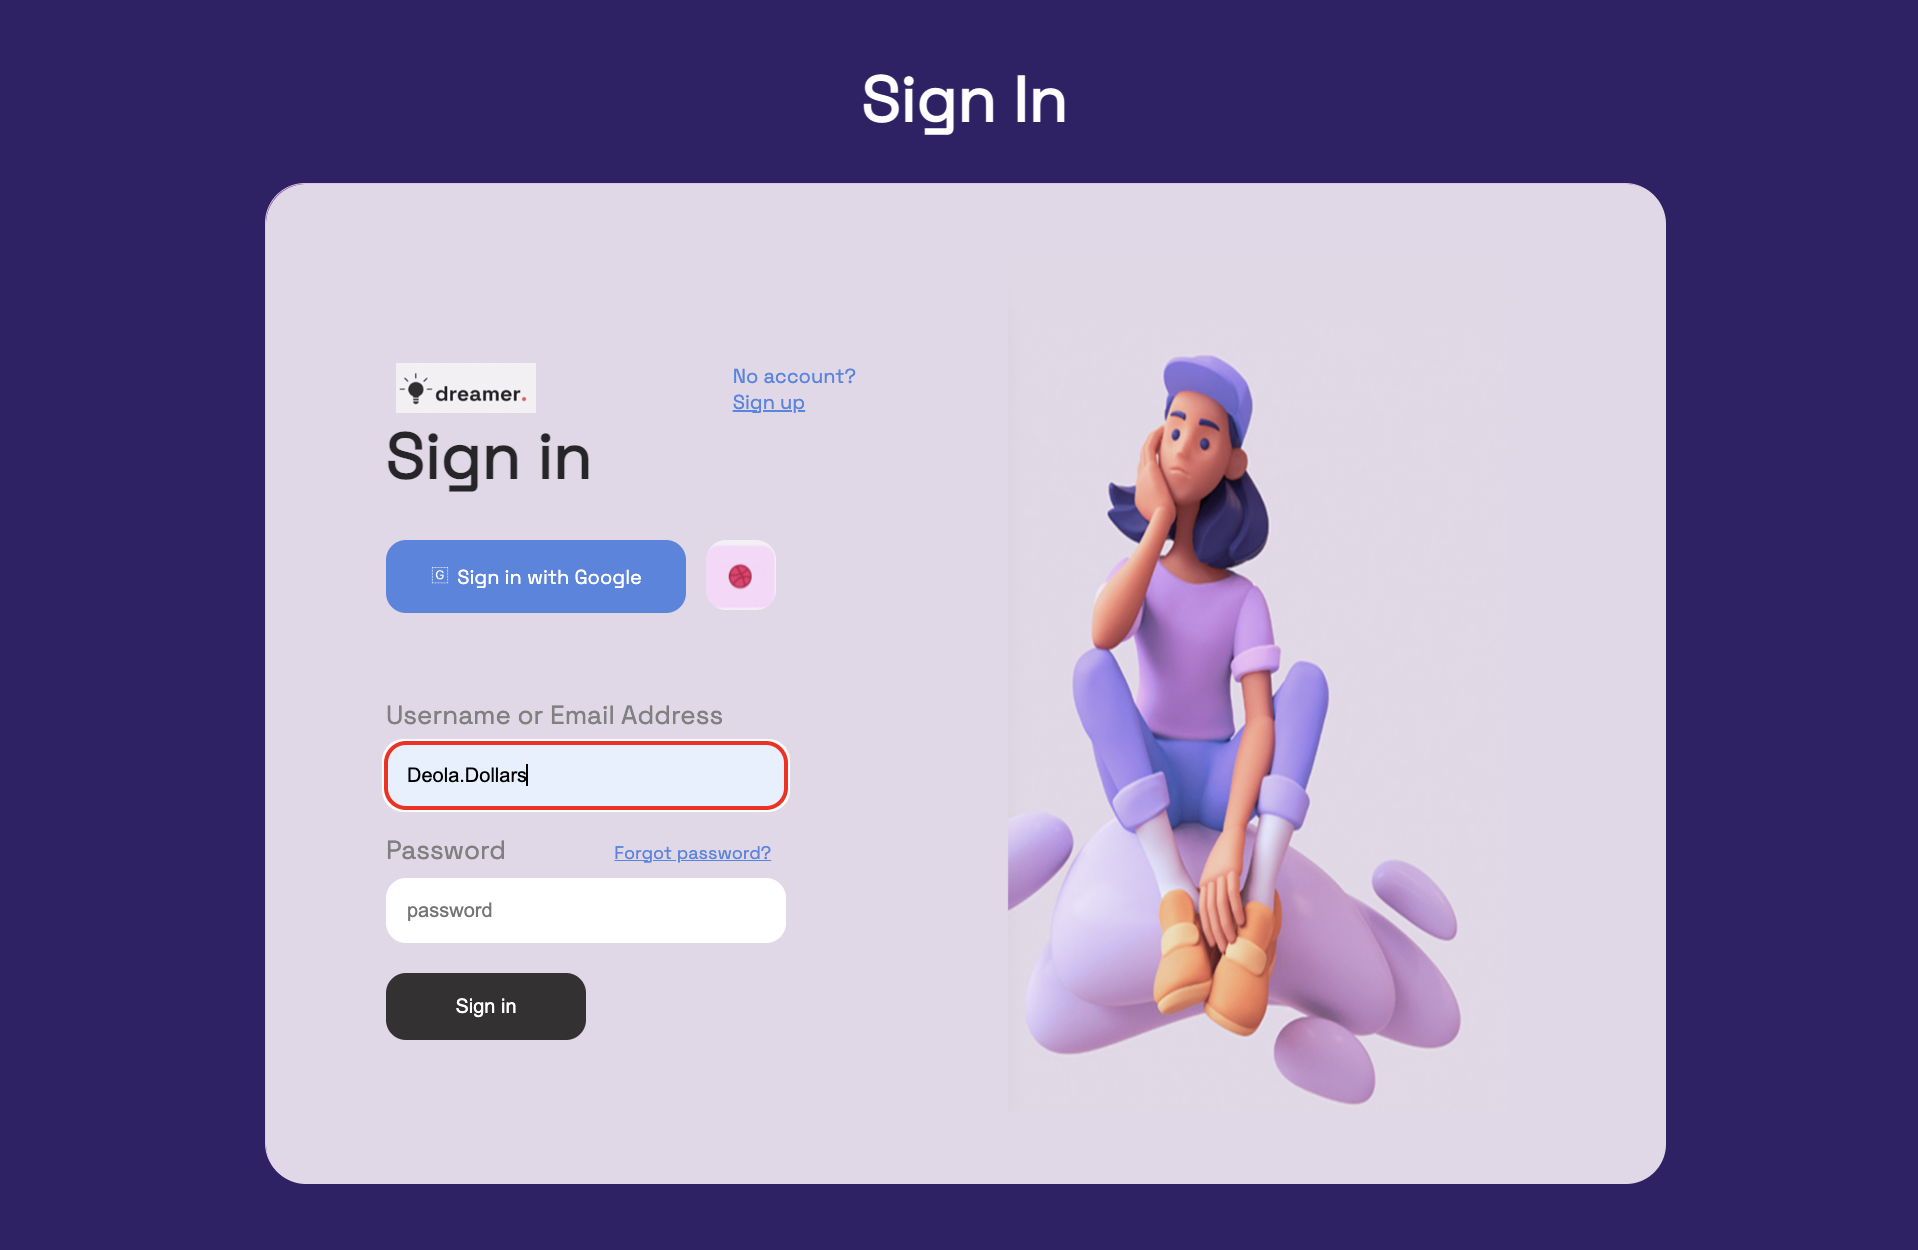 Sign In
dreamer.
No account?
Sign up
Sign in
G Sign in with Google
Username or Email Address
Deola.Dollars
Password
Forgot password?
password
Sign in